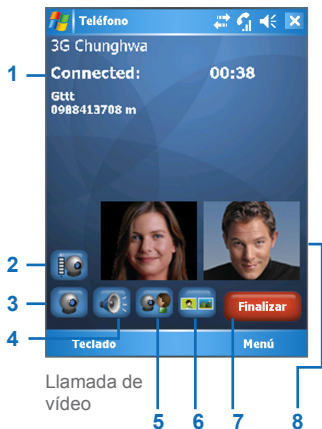 Teléfono
3G Chunghwa
1
Connected: 00:38
Gttt
0988413708 m
2
3
Finalizar
4
Teclado Menú
Llamada de
vídeo
5 6 7 8